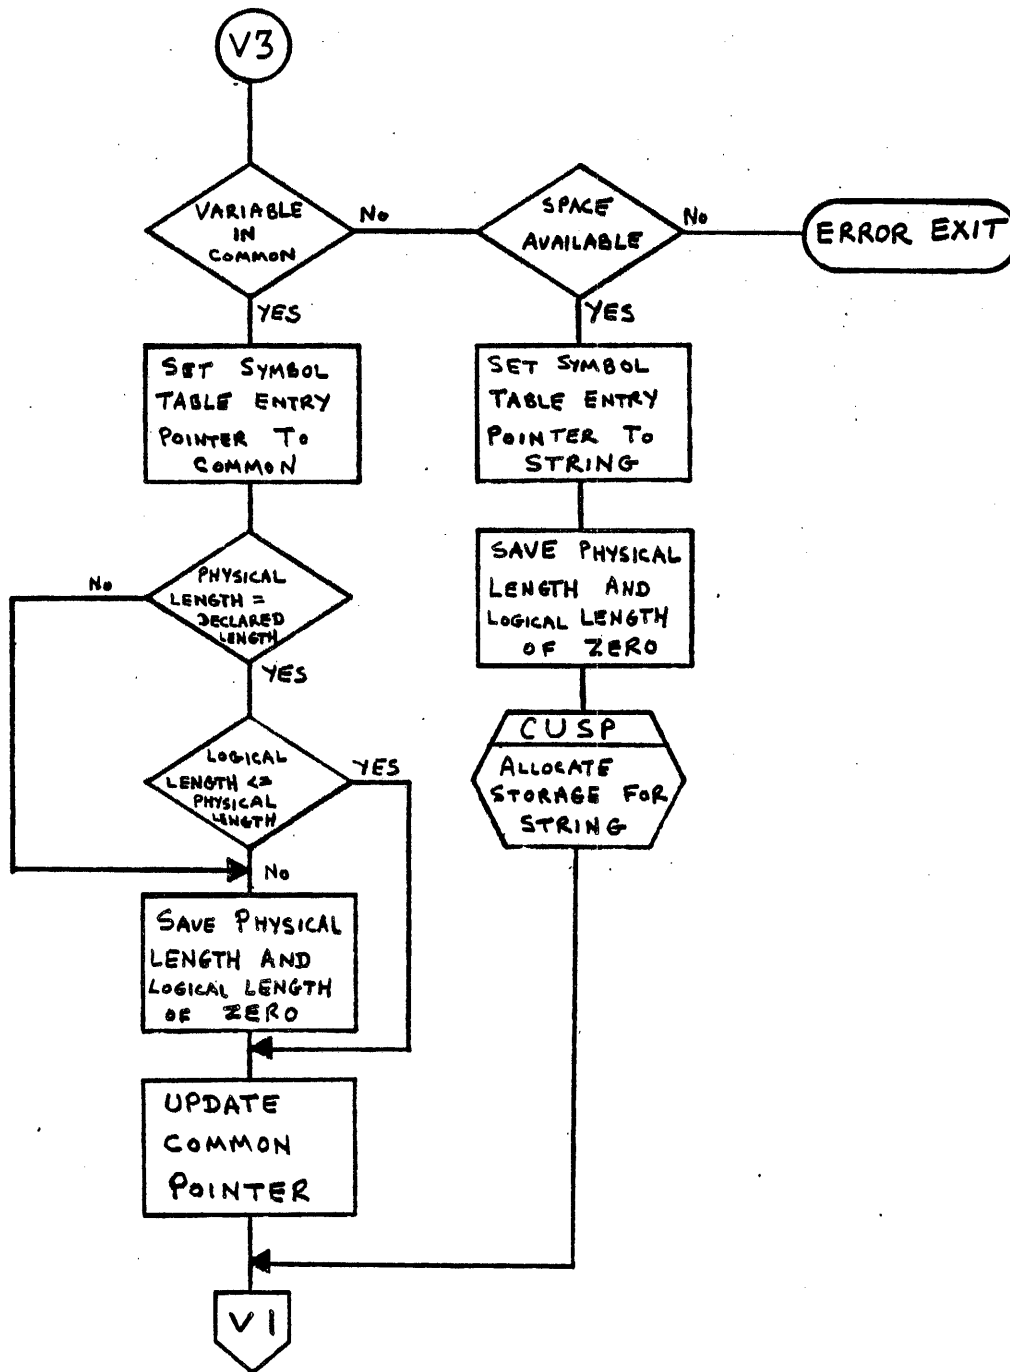 V3
VARIABLE
IN
COMMON
No
SPACE
AVAILABLE
No
ERROR EXIT
YES
YES
SET SYMBOL
TABLE ENTRY
POINTER To
COMMON
SET SYMBOL
TABLE ENTRY
POINTER To
STRING
PHYSICAL
LENGTH =
DECLARED
LENGTH
No
YES
SAVE PHYSICAL
LENGTH AND
LOGICAL LENGTH
OF ZERO
LOGICAL
LENGTH <=
PHYSICAL
LENGTH
YES
No
CUSP
ALLOCATE
STORAGE FOR
STRING
SAVE PHYSICAL
LENGTH AND
LOGICAL LENGTH
OF ZERO
UPDATE
COMMON
POINTER
V1